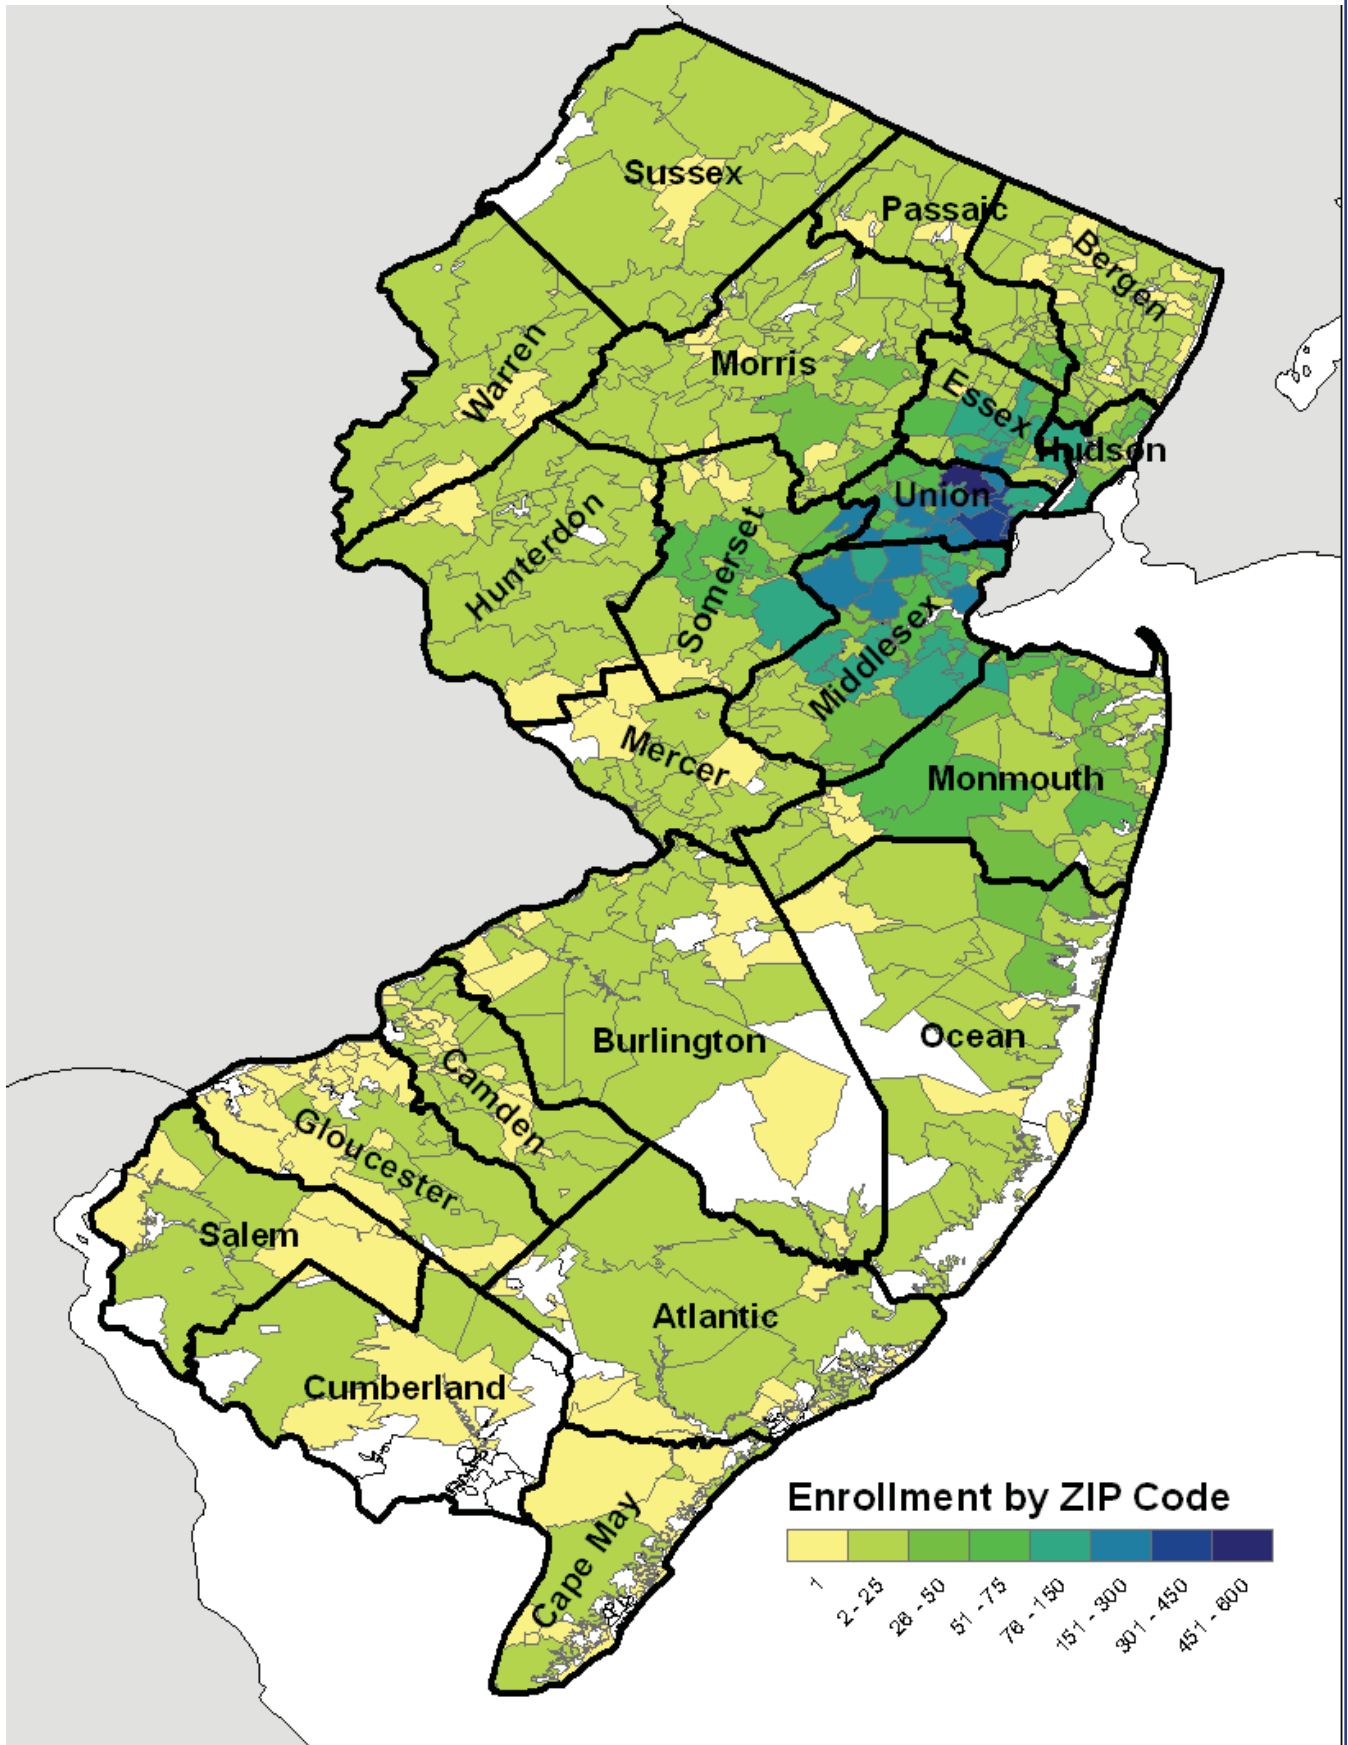 Sussex
Passaic
Bergen
Warren
Morris
Essex
Hudson
Union
Hunterdon
Somerset
Middlesex
Mercer
Monmouth
Burlington
Ocean
Camden
Gloucester
Salem
Atlantic
Cumberland
Cape May
Enrollment by ZIP Code
1
2 - 25
26 - 50
51 - 75
76 - 150
151 - 300
301 - 450
451 - 600